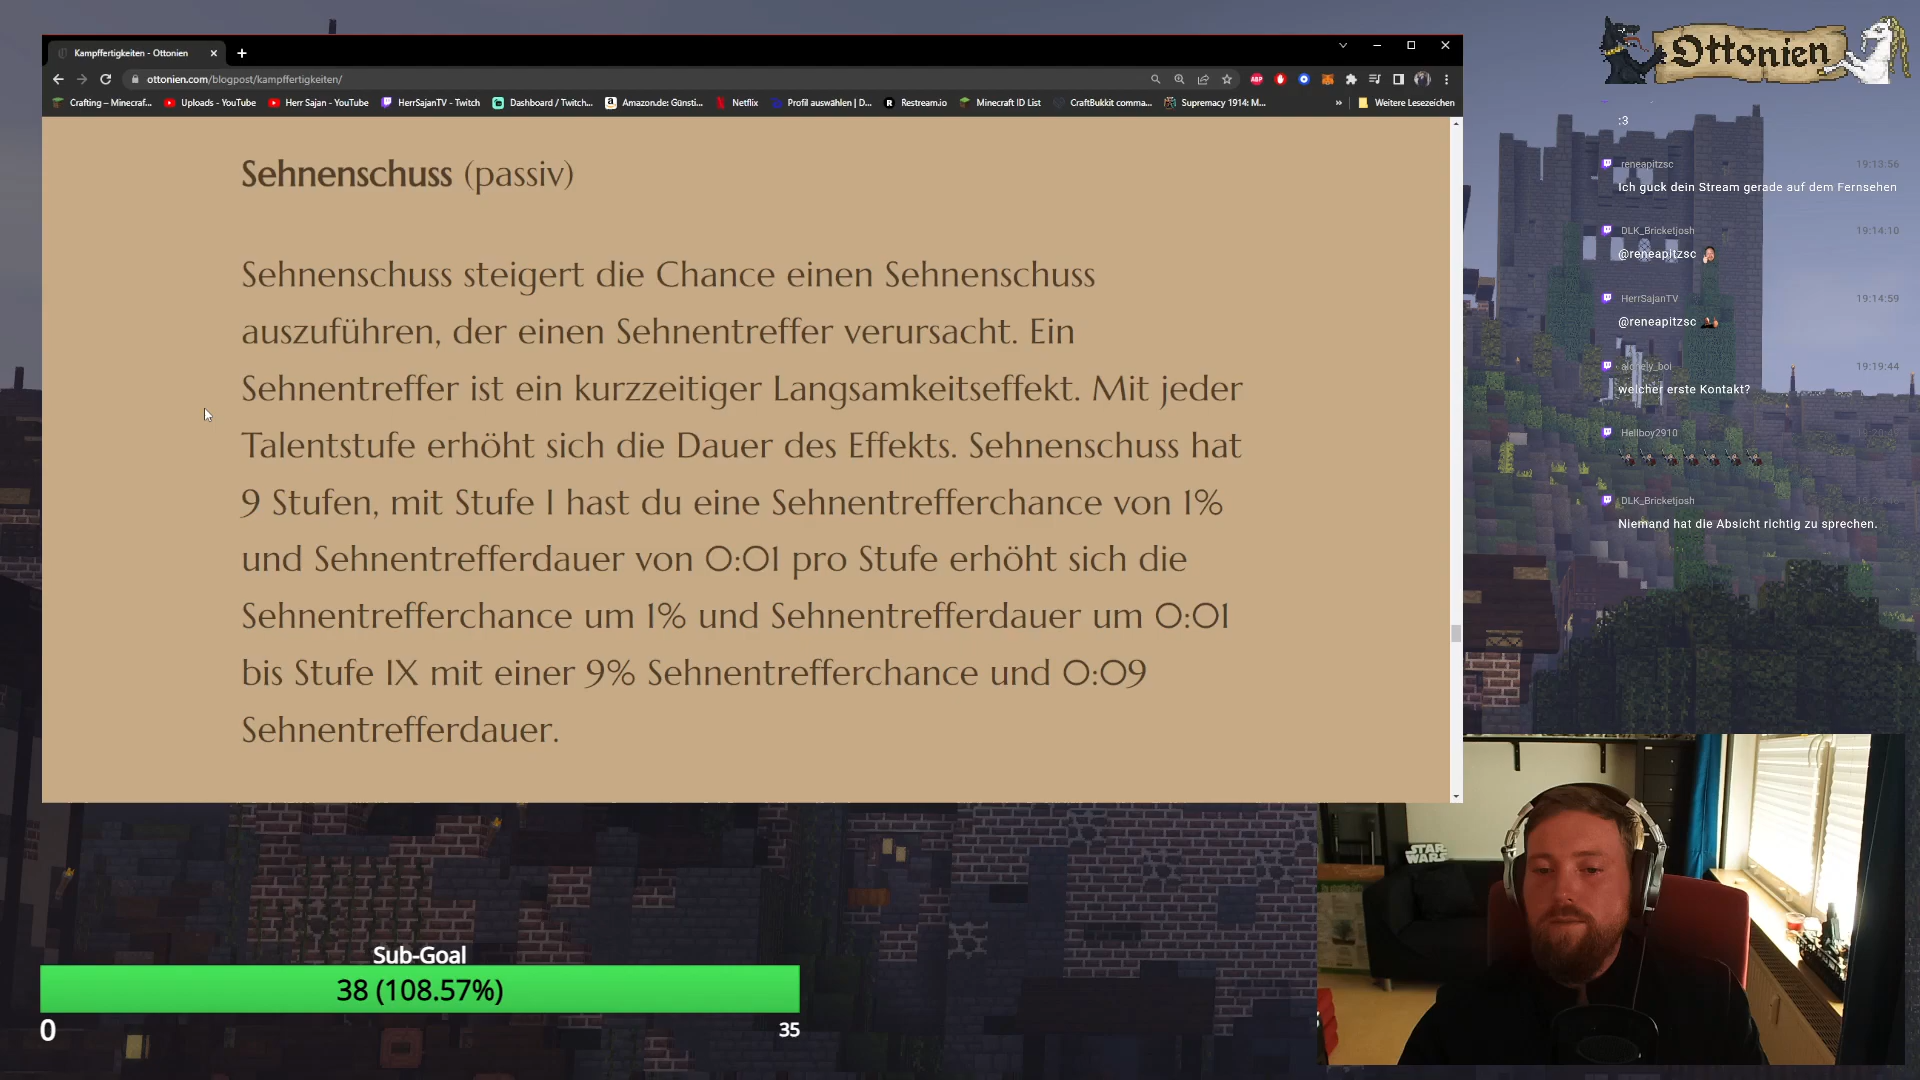 Kampffertigkeiten - Ottonien
ottonien.com/blogpost/kampffertigkeiten/
Crafting – Minecraf...
Uploads - YouTube
Herr Sajan - YouTube
HerrSajanTV - Twitch
Dashboard / Twitch...
Amazon.de: Günsti...
Netflix
Profil auswählen | D...
Restream.io
Minecraft ID List
CraftBukkit comma...
Supremacy 1914: M...
»
Weitere Lesezeichen
ABP
Sehnenschuss (passiv)
Sehnenschuss steigert die Chance einen Sehnenschuss
auszuführen, der einen Sehnentreffer verursacht. Ein
Sehnentreffer ist ein kurzzeitiger Langsamkeitseffekt. Mit jeder
Talentstufe erhöht sich die Dauer des Effekts. Sehnenschuss hat
9 Stufen, mit Stufe I hast du eine Sehnentrefferchance von 1%
und Sehnentrefferdauer von 0:01 pro Stufe erhöht sich die
Sehnentrefferchance um 1% und Sehnentrefferdauer um 0:01
bis Stufe IX mit einer 9% Sehnentrefferchance und 0:09
Sehnentrefferdauer.
Ottonien
:3
reneapitzsc 19:13:56
Ich guck dein Stream gerade auf dem Fernsehen
DLK_Bricketjosh 19:14:10
@reneapitzsc
HerrSajanTV 19:14:59
@reneapitzsc
19:19:44
welcher erste Kontakt?
Hellboy2910
DLK_Bricketjosh
Niemand hat die Absicht richtig zu sprechen.
STAR
WARS
Sub-Goal
38 (108.57%)
0
35